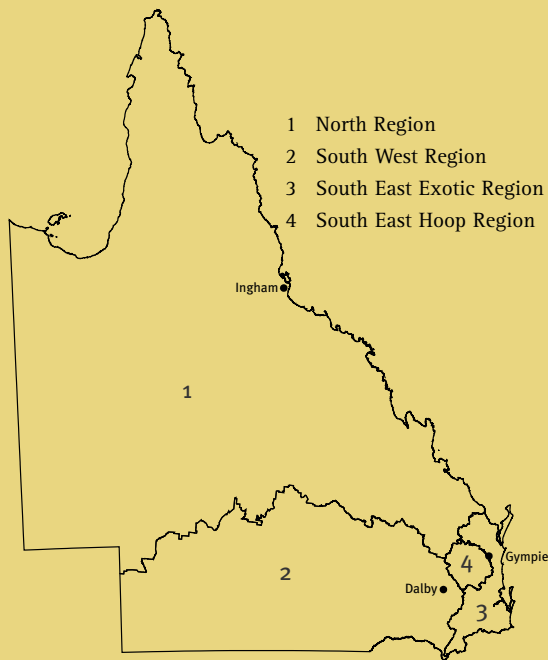 1 North Region
2 South West Region
3 South East Exotic Region
4 South East Hoop Region
Ingham
1
Gympie
4
2
Dalby
3